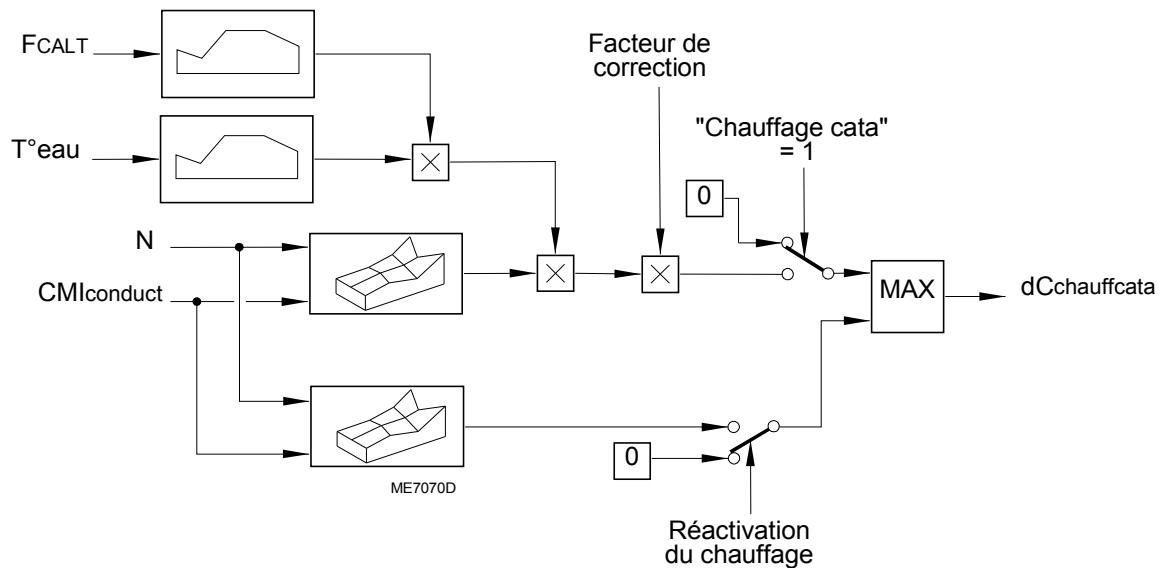 FCALT
Facteur de
correction
T°eau
"Chauffage cata"
= 1
0
N
CMIconduct
MAX
dCchauffcata
0
ME7070D
Réactivation
du chauffage